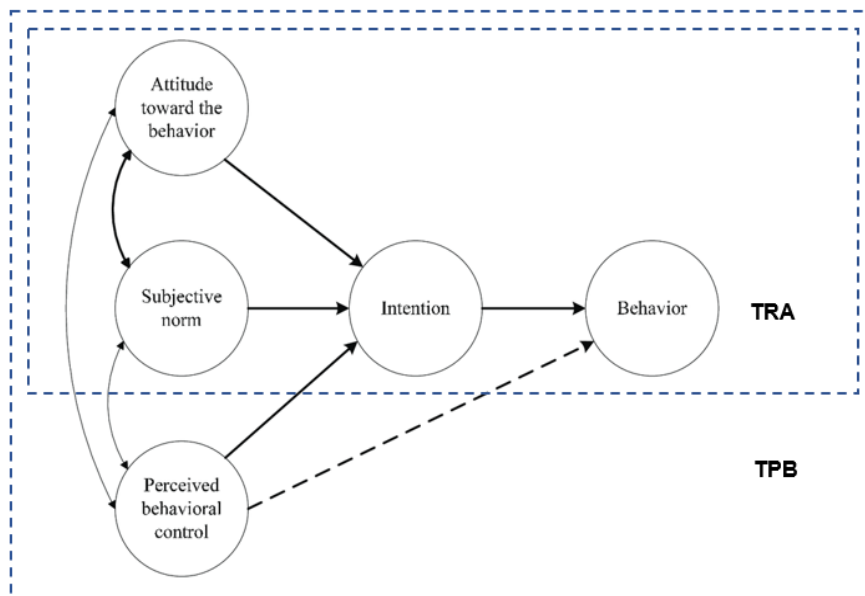 Attitude
toward the
behavior
Subjective
norm
Intention
Behavior
TRA
Perceived
behavioral
control
TPB